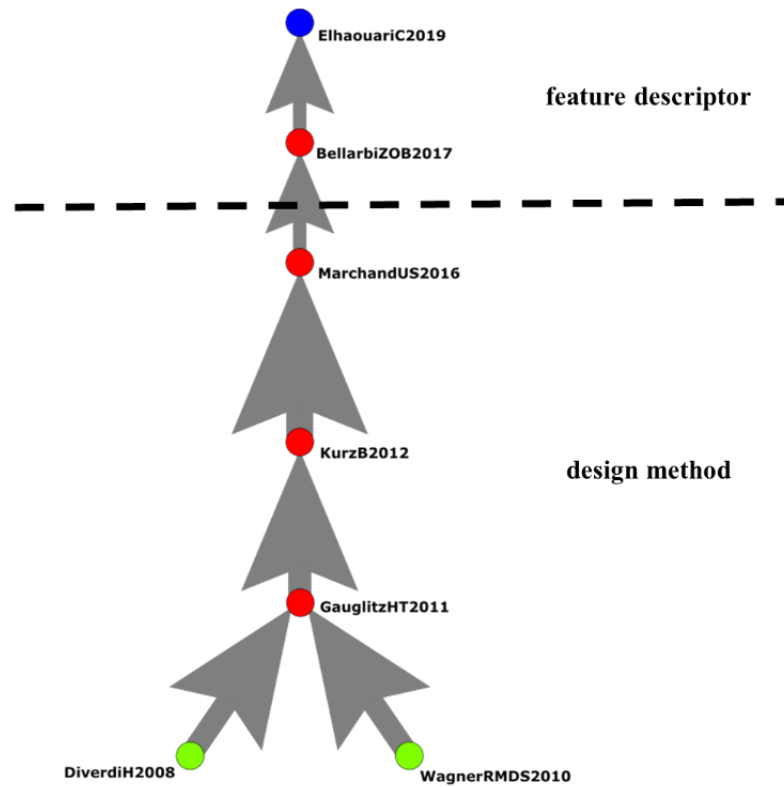 ElhaouariC2019
feature descriptor
BellarbiZOB2017
MarchandUS2016
KurzB2012
design method
GauglitzHT2011
DiverdiH2008
WagnerRMDS2010